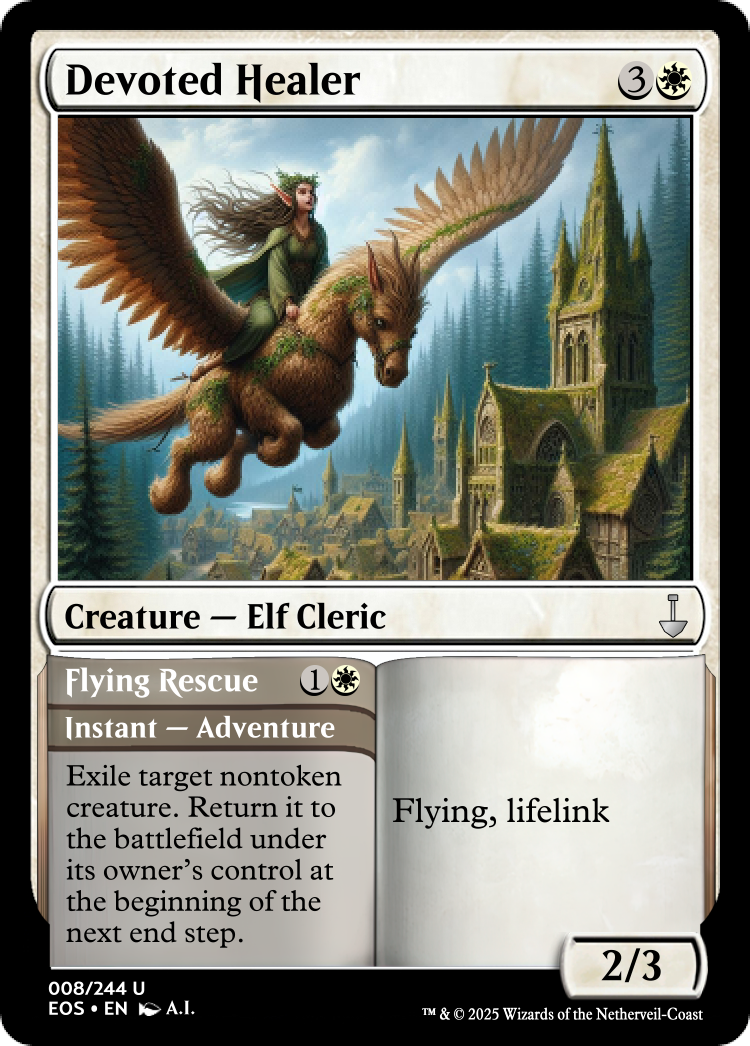 Devoted Healer 3
Creature — Elf Cleric
Flying Rescue 1
Instant — Adventure
Exile target nontoken
creature. Return it to
the battlefield under
its owner's control at
the beginning of the
next end step.
Flying, lifelink
2/3
008/244 U
EOS • EN A.I.
™ & © 2025 Wizards of the Netherveil-Coast